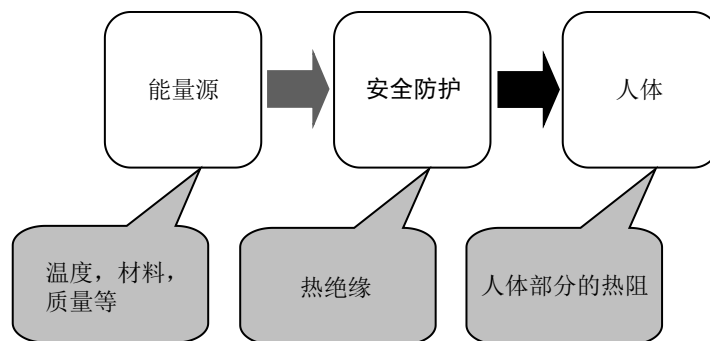 能量源
安全防护
人体
温度，材料，
质量等
热绝缘
人体部分的热阻